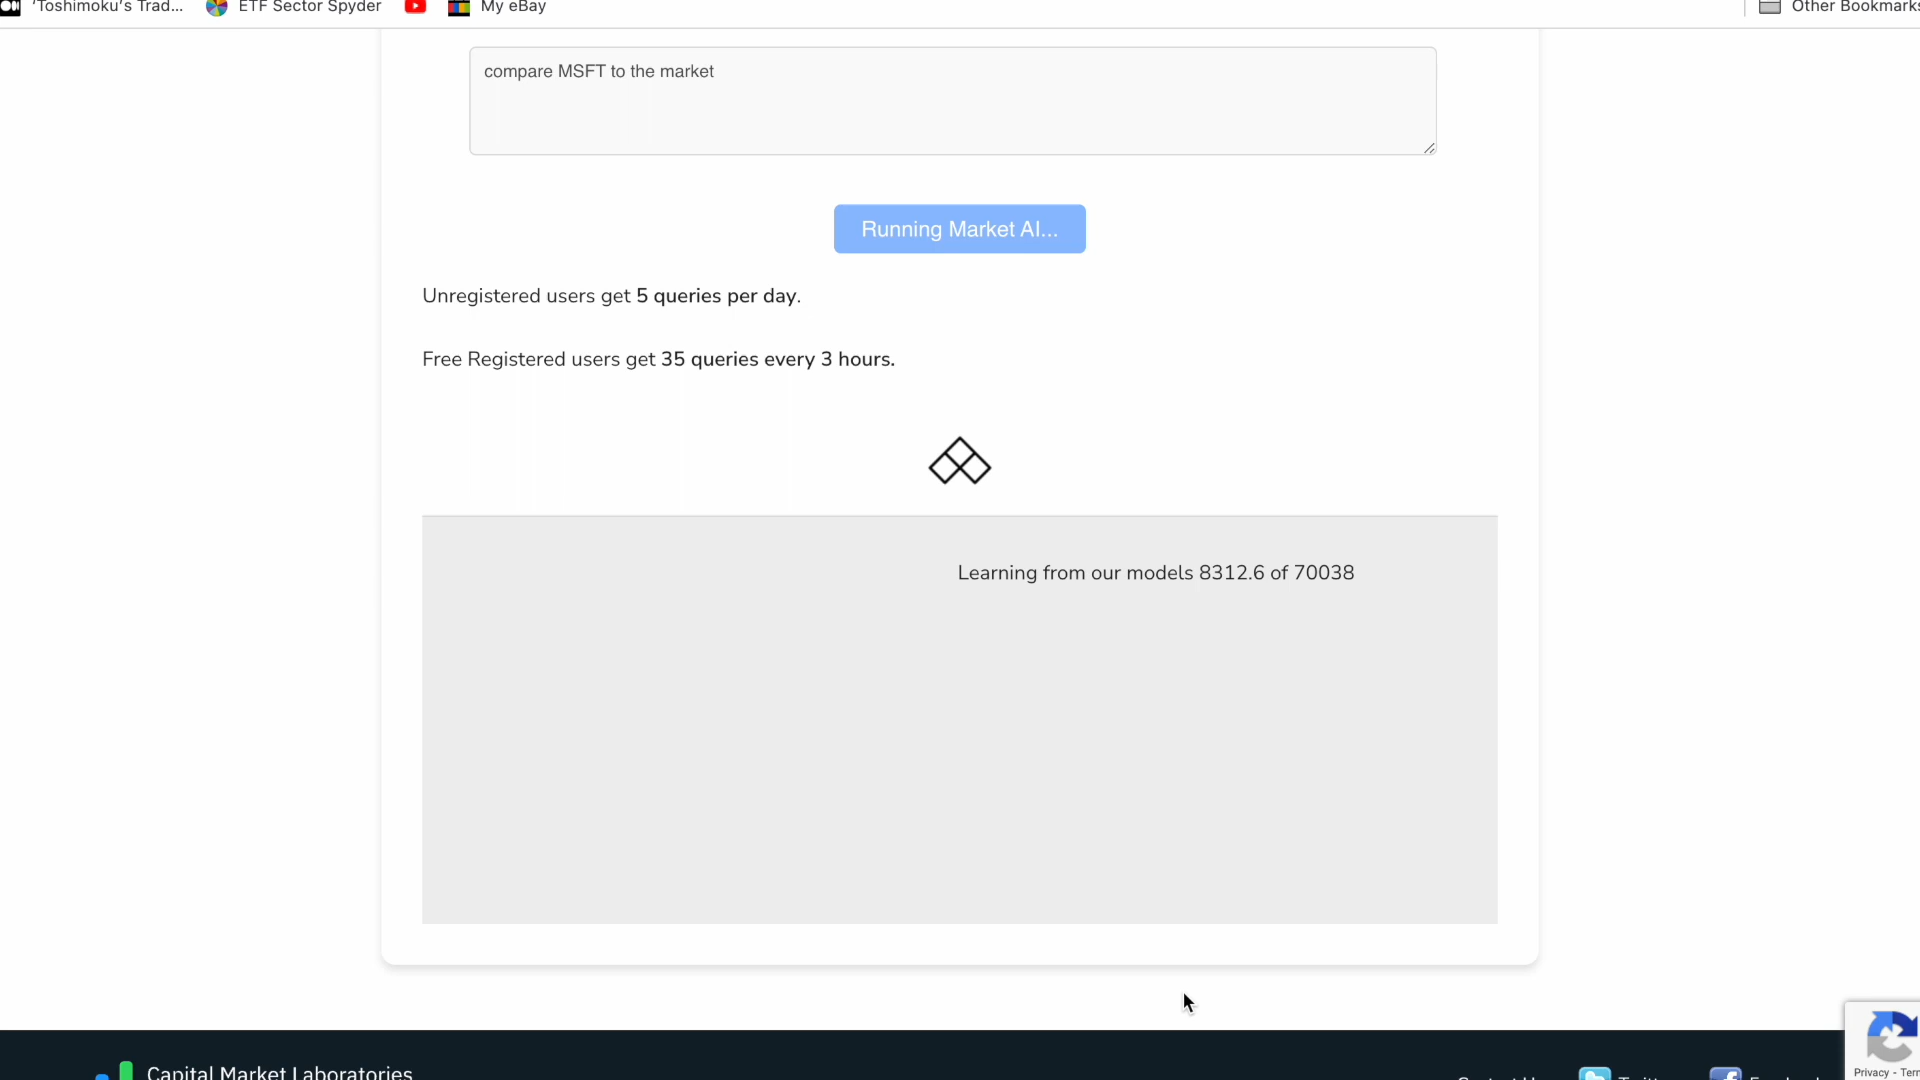 'Toshimoku's Trad... ETF Sector Spyder My eBay Other Bookmarks
compare MSFT to the market
Running Market AI...
Unregistered users get 5 queries per day.
Free Registered users get 35 queries every 3 hours.
Learning from our models 8312.6 of 70038
Capital Market Laboratories
Privacy - Tern